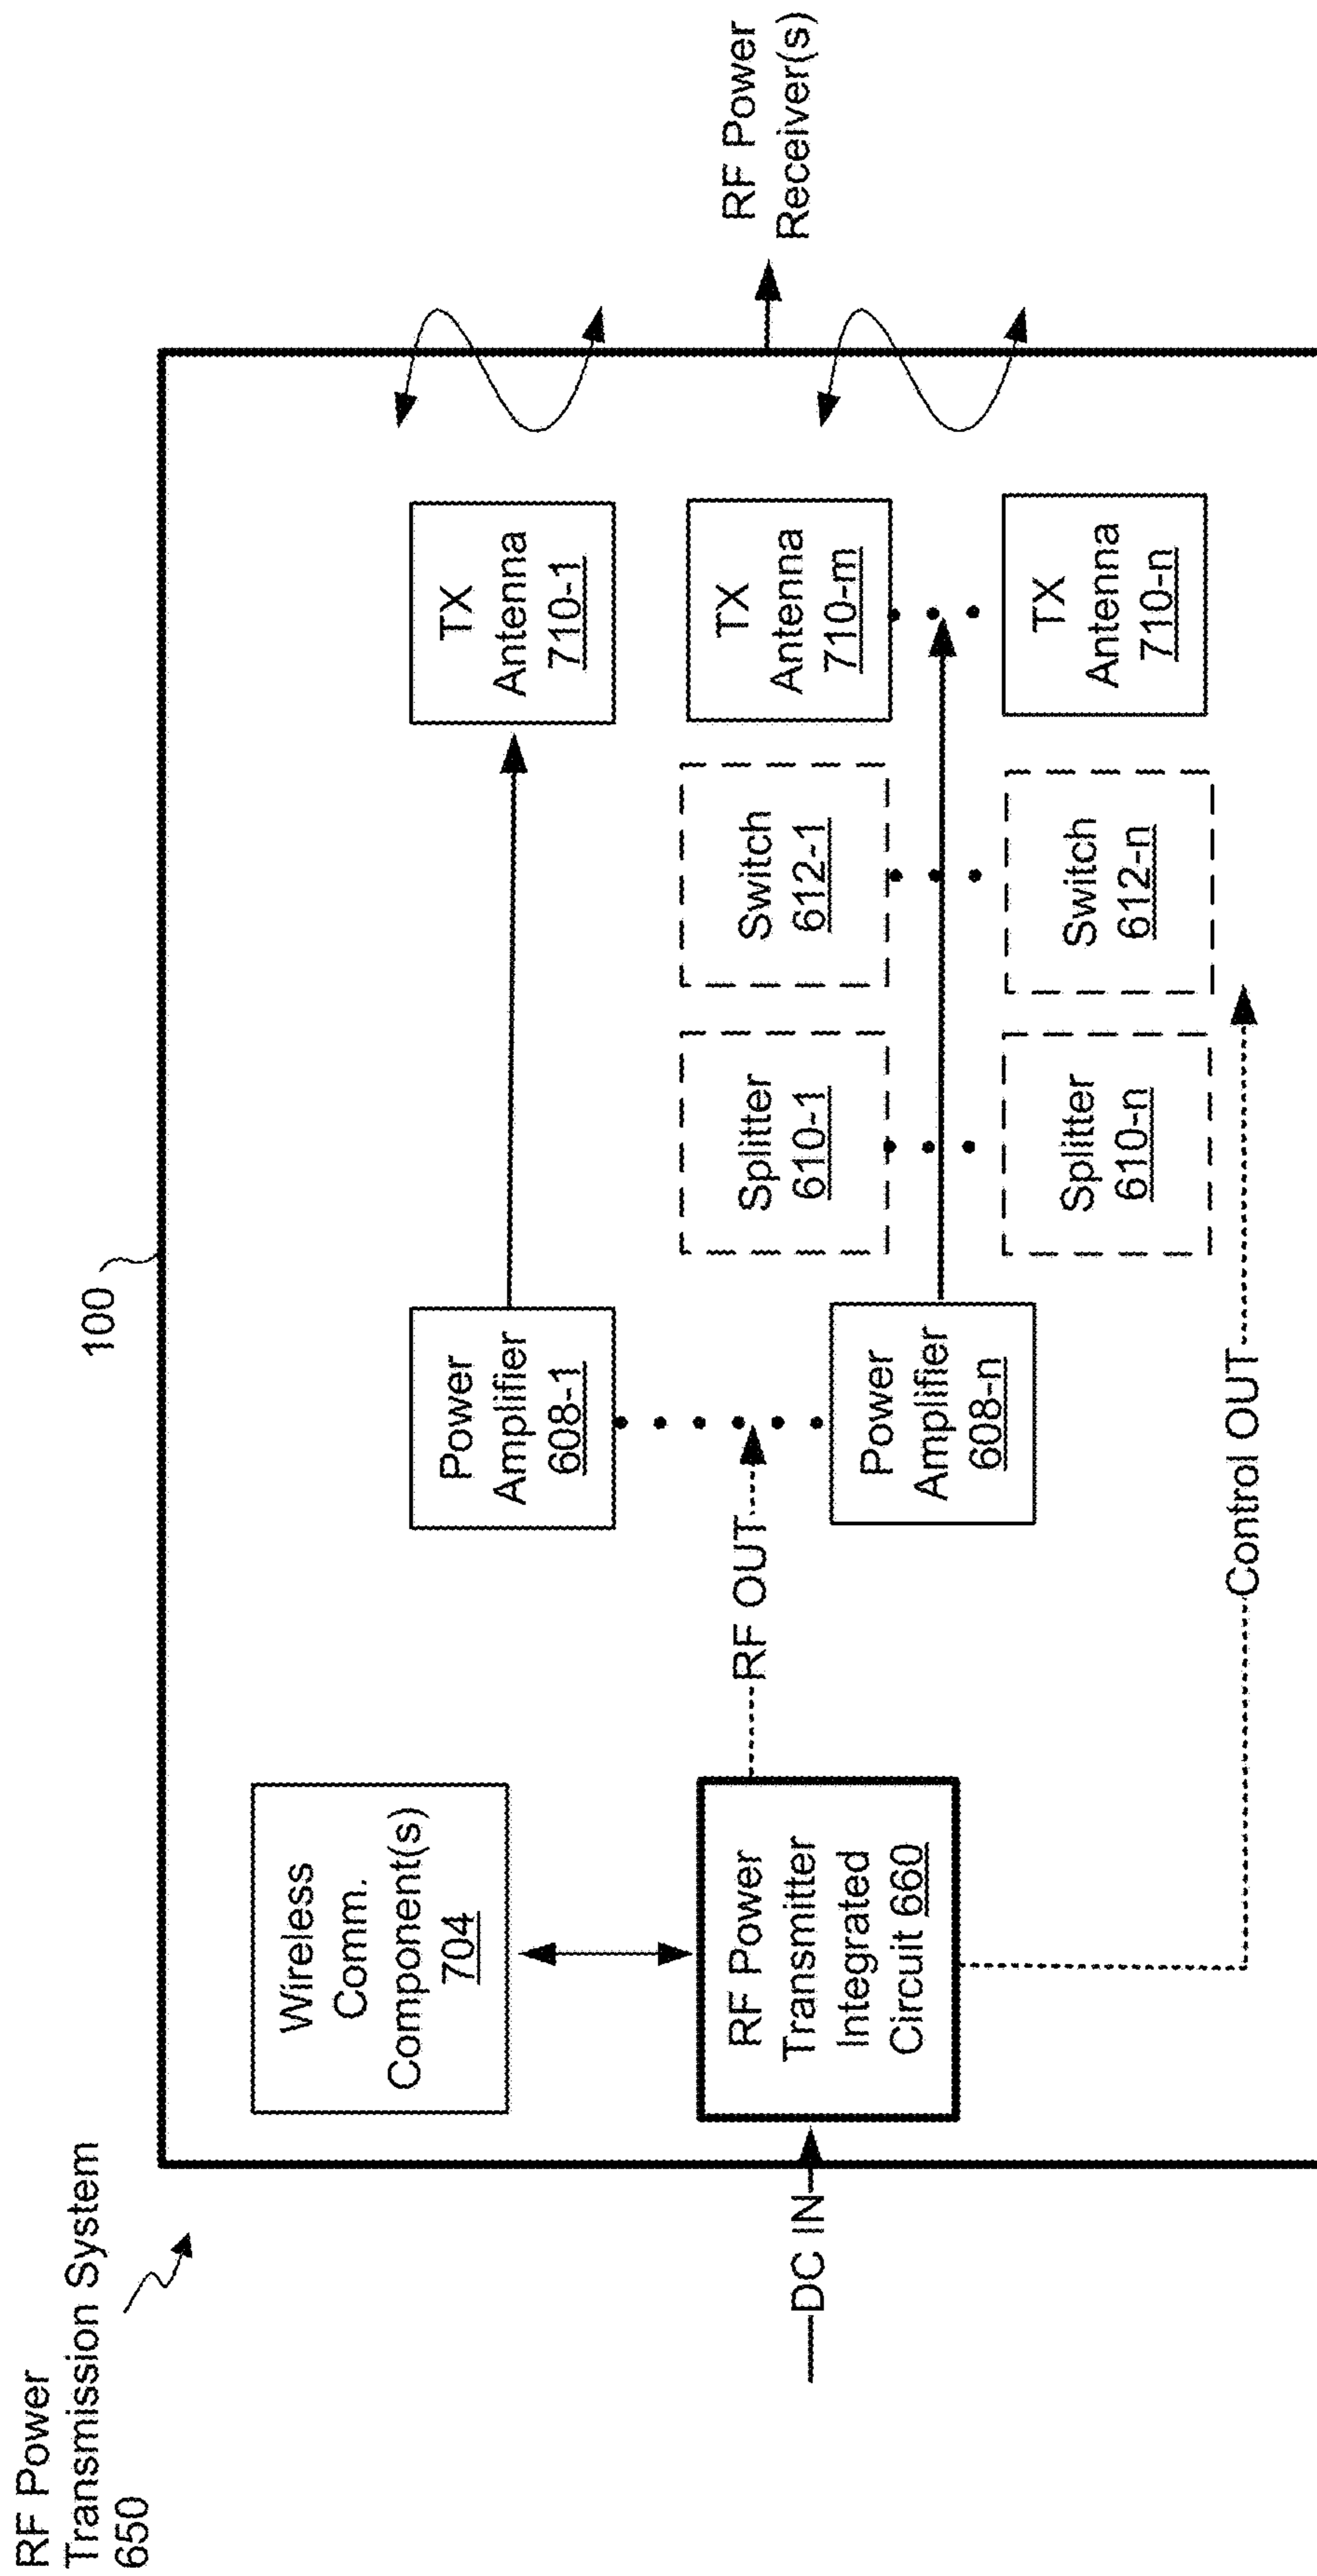 RF Power
Transmission System
650
100
Wireless
Comm.
Component(s)
704
DC IN
RF Power
Transmitter
Integrated
Circuit 660
RF OUT
Control OUT
Power
Amplifier
608-1
Power
Amplifier
608-n
Splitter
610-1
Splitter
610-n
Switch
612-1
Switch
612-n
TX
Antenna
710-1
TX
Antenna
710-m
TX
Antenna
710-n
RF Power
Receiver(s)